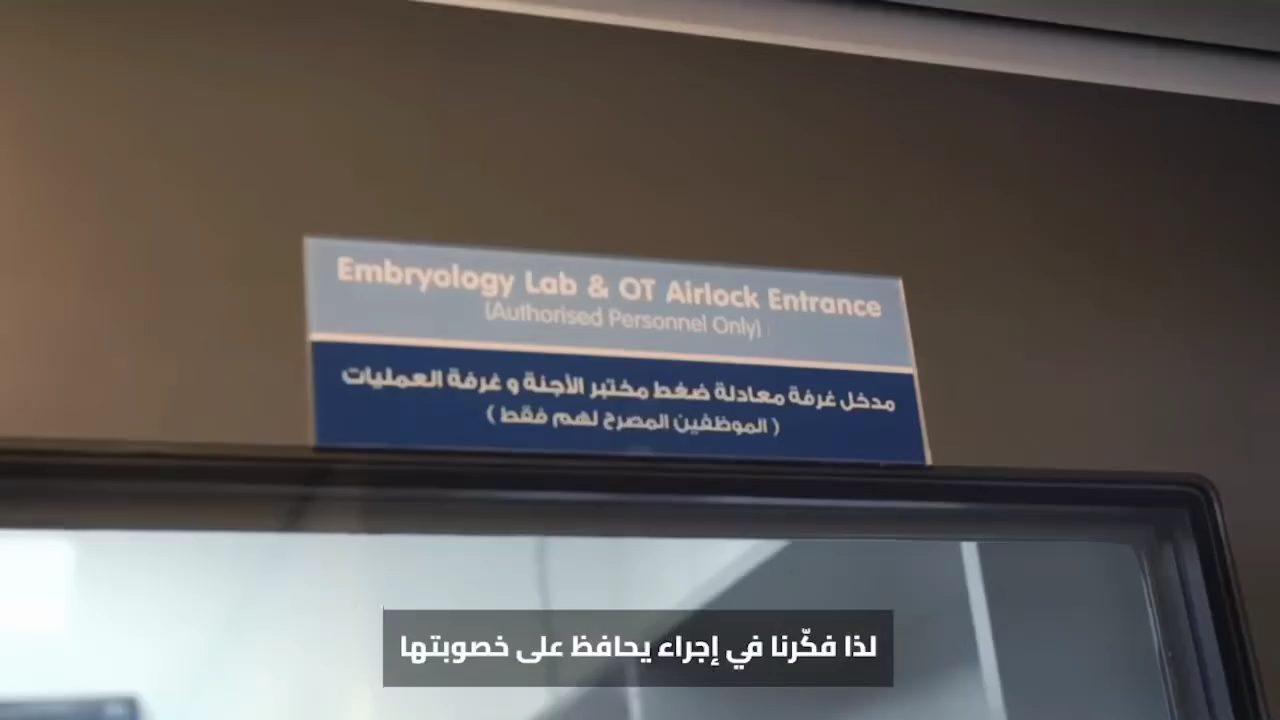 Embryology Lab & OT Airlock Entrance
(Authorised Personnel Only)
مدخل غرفة معادلة ضغط مختبر الأجنة و غرفة العمليات
( الموظفين المصرح لهم فقط )
لذا فكّرنا في إجراء يحافظ على خصوبتها